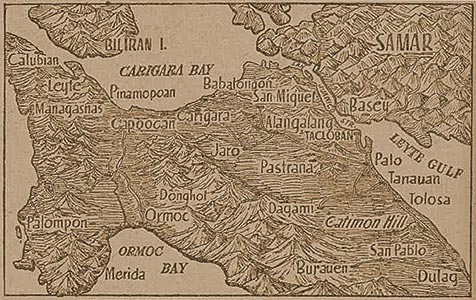 BILIRAN I.
SAMAR
Calubian
CARIGARA BAY
Leyte
Babatongon
Pinamopoan
San Miguel
Managasnas
Basey
Capoocan
Carigara
Alangalang
TACLOBAN
LEYTE GULF
Jaro
Palo
Pastrana
Tanauan
Donghol
Tolosa
Dagami
Palompon
Ormoc
Catmon Hill
ORMOC
BAY
San Pablo
Merida
Burauen
Dulag